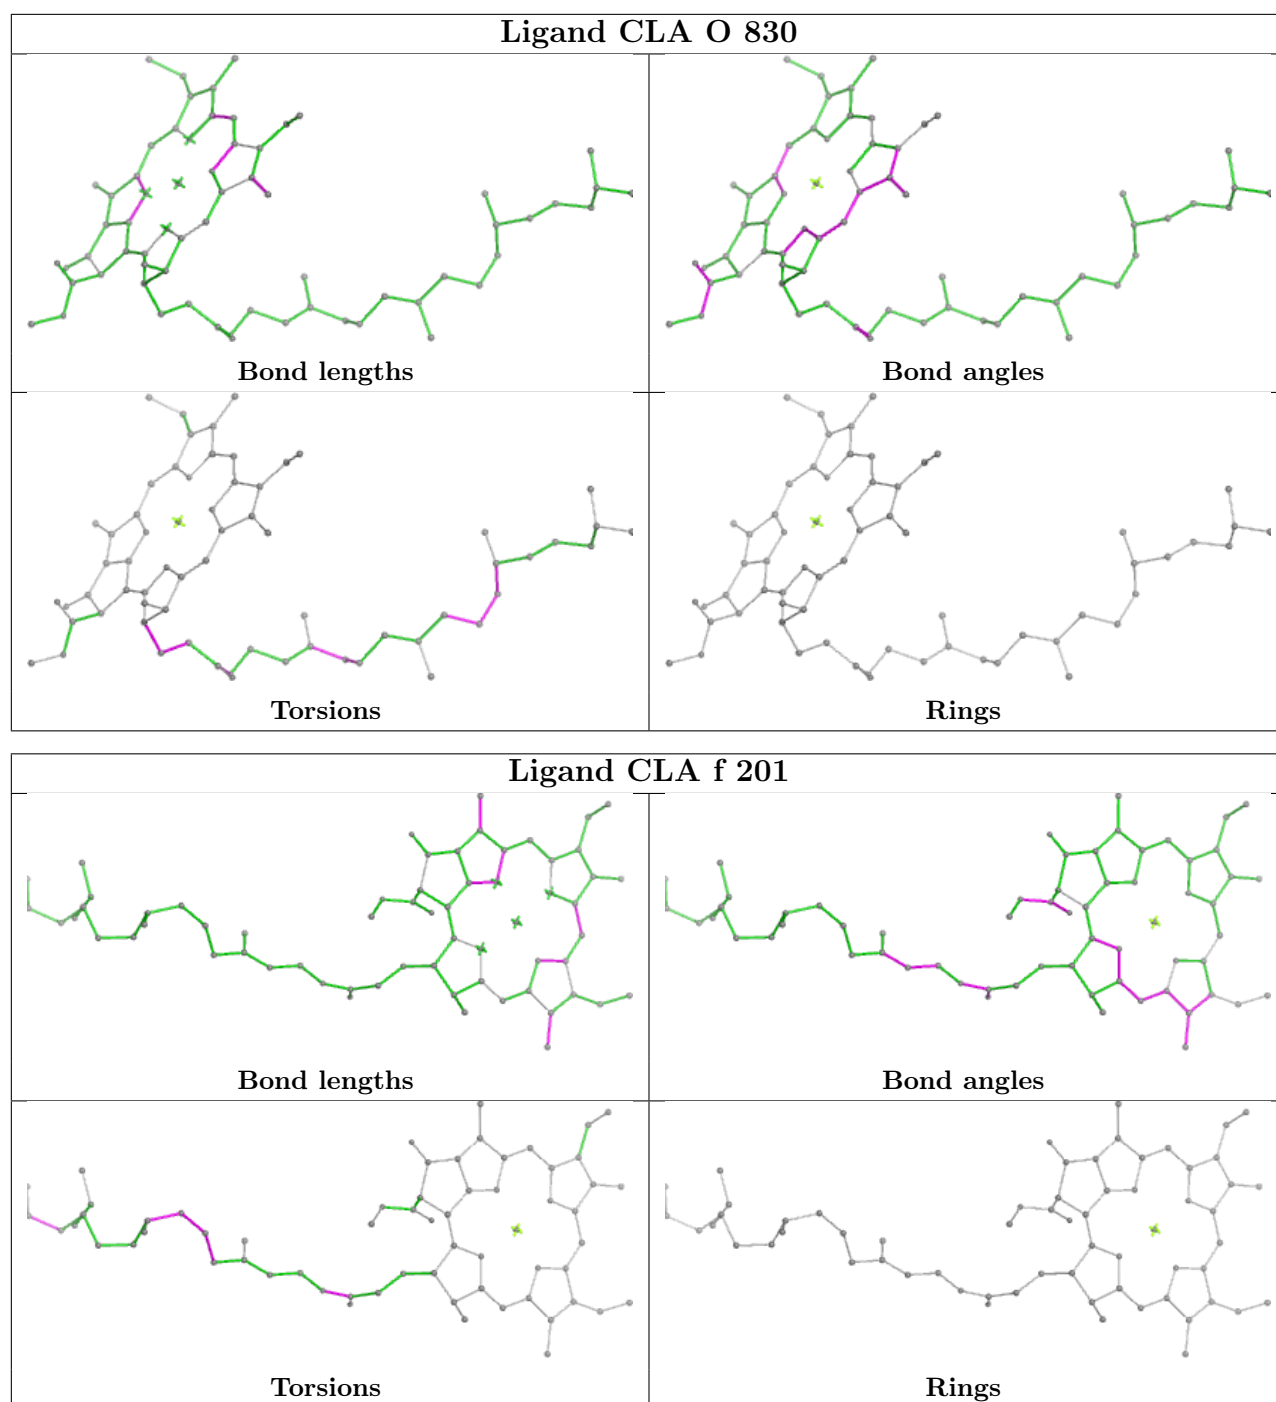 Ligand CLA O 830
Bond lengths
Bond angles
Torsions
Rings
Ligand CLA f 201
Bond lengths
Bond angles
Torsions
Rings